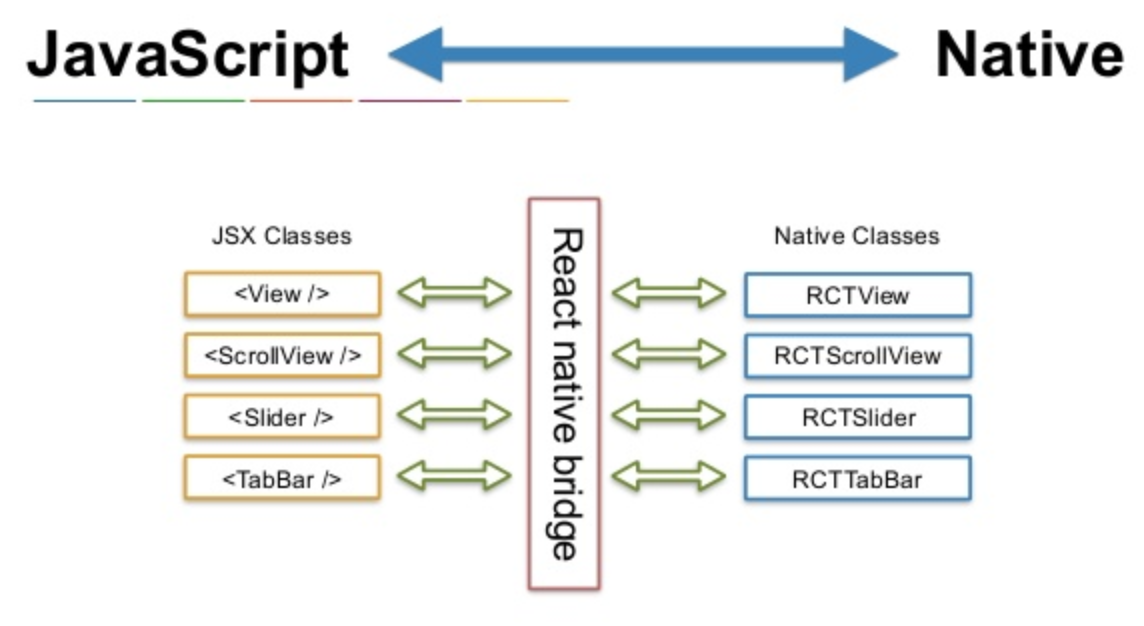 JavaScript
Native
JSX Classes
Native Classes
<View />
RCTView
<ScrollView />
RCTScrollView
<Slider />
RCTSlider
<TabBar />
RCTTabBar
React native bridge